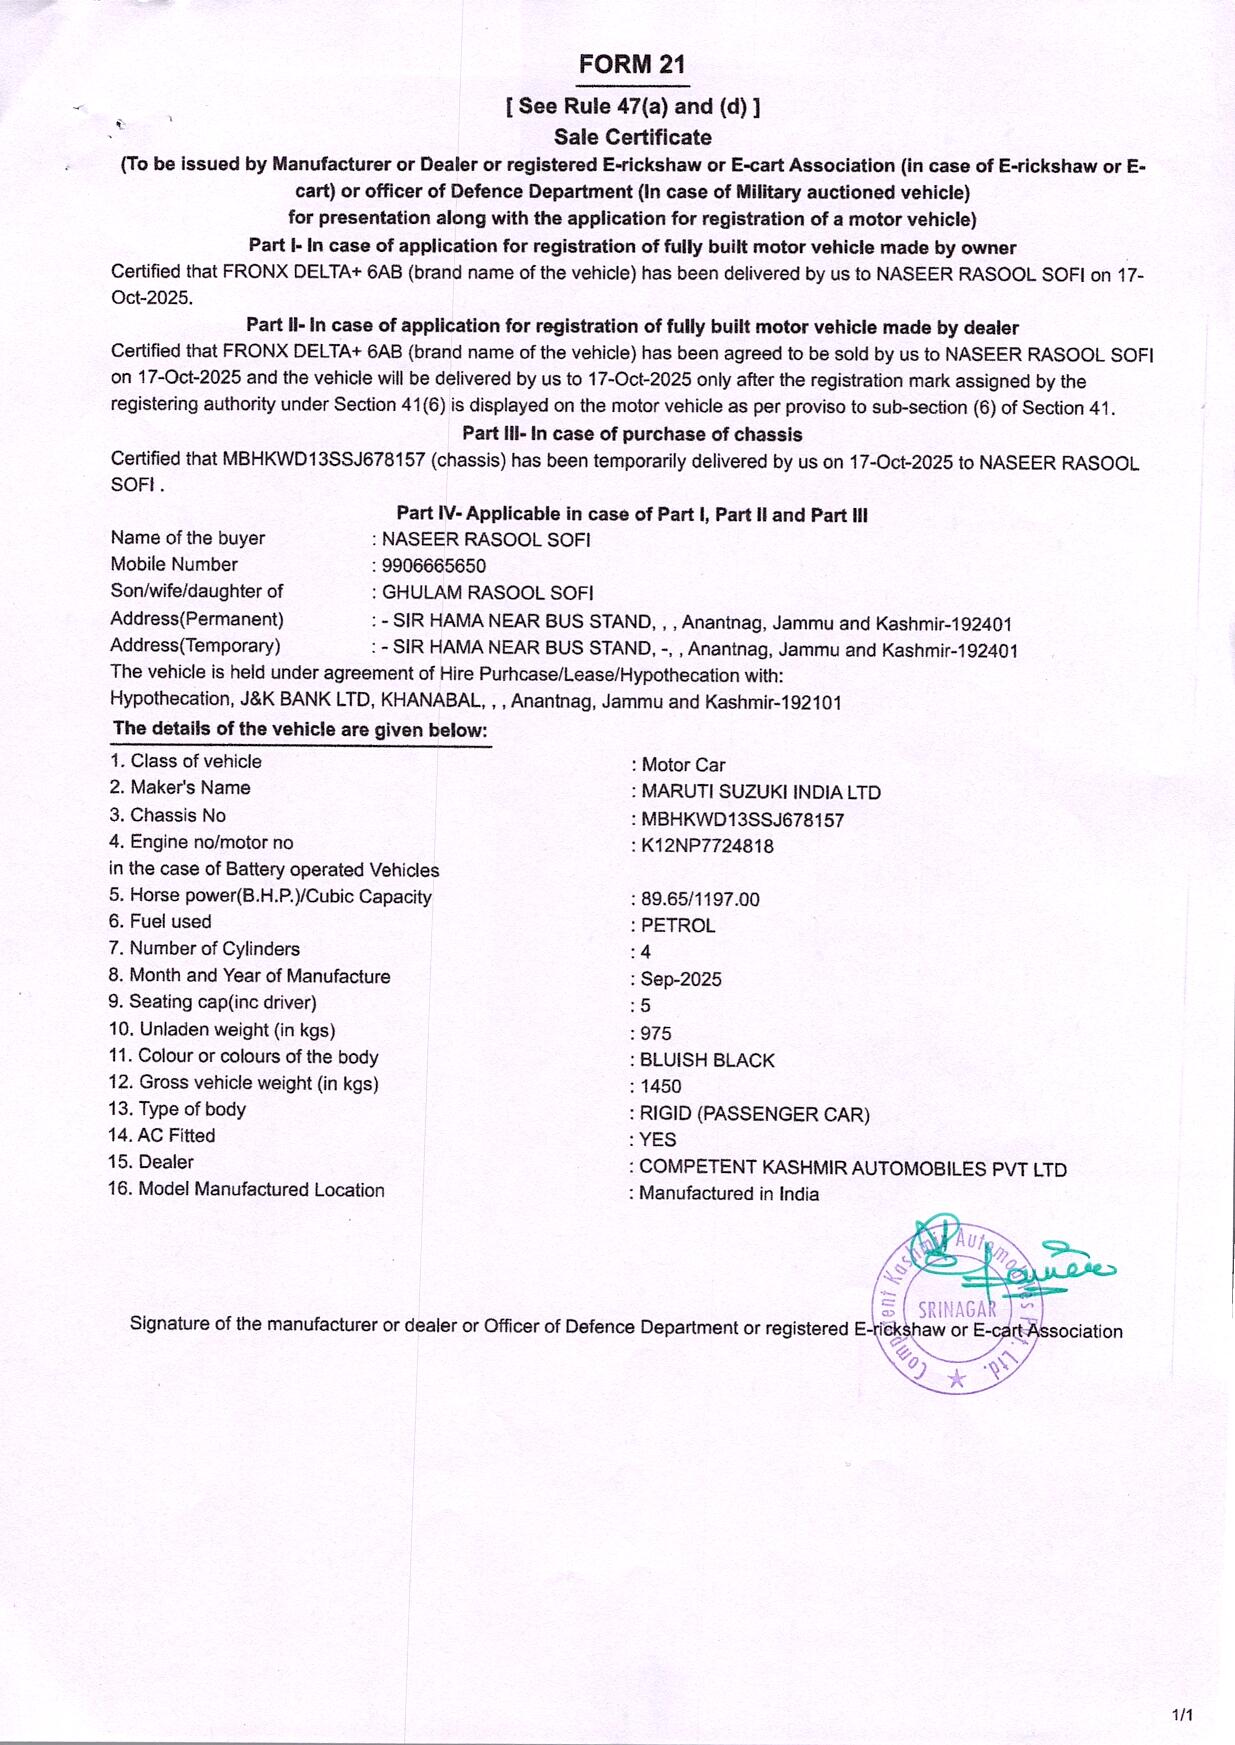 FORM 21
[ See Rule 47(a) and (d) ]
Sale Certificate
(To be issued by Manufacturer or Dealer or registered E-rickshaw or E-cart Association (in case of E-rickshaw or E-
cart) or officer of Defence Department (In case of Military auctioned vehicle)
for presentation along with the application for registration of a motor vehicle)
Part I- In case of application for registration of fully built motor vehicle made by owner
Certified that FRONX DELTA+ 6AB (brand name of the vehicle) has been delivered by us to NASEER RASOOL SOFI on 17-
Oct-2025.
Part II- In case of application for registration of fully built motor vehicle made by dealer
Certified that FRONX DELTA+ 6AB (brand name of the vehicle) has been agreed to be sold by us to NASEER RASOOL SOFI
on 17-Oct-2025 and the vehicle will be delivered by us to 17-Oct-2025 only after the registration mark assigned by the
registering authority under Section 41(6) is displayed on the motor vehicle as per proviso to sub-section (6) of Section 41.
Part III- In case of purchase of chassis
Certified that MBHKWD13SSJ678157 (chassis) has been temporarily delivered by us on 17-Oct-2025 to NASEER RASOOL
SOFI .
Part IV- Applicable in case of Part I, Part II and Part III
Name of the buyer : NASEER RASOOL SOFI
Mobile Number : 9906665650
Son/wife/daughter of : GHULAM RASOOL SOFI
Address(Permanent) : - SIR HAMA NEAR BUS STAND, , , Anantnag, Jammu and Kashmir-192401
Address(Temporary) : - SIR HAMA NEAR BUS STAND, -, , Anantnag, Jammu and Kashmir-192401
The vehicle is held under agreement of Hire Purhcase/Lease/Hypothecation with:
Hypothecation, J&K BANK LTD, KHANABAL, , , Anantnag, Jammu and Kashmir-192101
The details of the vehicle are given below:
1. Class of vehicle : Motor Car
2. Maker's Name : MARUTI SUZUKI INDIA LTD
3. Chassis No : MBHKWD13SSJ678157
4. Engine no/motor no : K12NP7724818
in the case of Battery operated Vehicles
5. Horse power(B.H.P.)/Cubic Capacity : 89.65/1197.00
6. Fuel used : PETROL
7. Number of Cylinders : 4
8. Month and Year of Manufacture : Sep-2025
9. Seating cap(inc driver) : 5
10. Unladen weight (in kgs) : 975
11. Colour or colours of the body : BLUISH BLACK
12. Gross vehicle weight (in kgs) : 1450
13. Type of body : RIGID (PASSENGER CAR)
14. AC Fitted : YES
15. Dealer : COMPETENT KASHMIR AUTOMOBILES PVT LTD
16. Model Manufactured Location : Manufactured in India
Competent Kashmir Automobiles Pvt. Ltd.
SRINAGAR
Signature of the manufacturer or dealer or Officer of Defence Department or registered E-rickshaw or E-cart Association
1/1